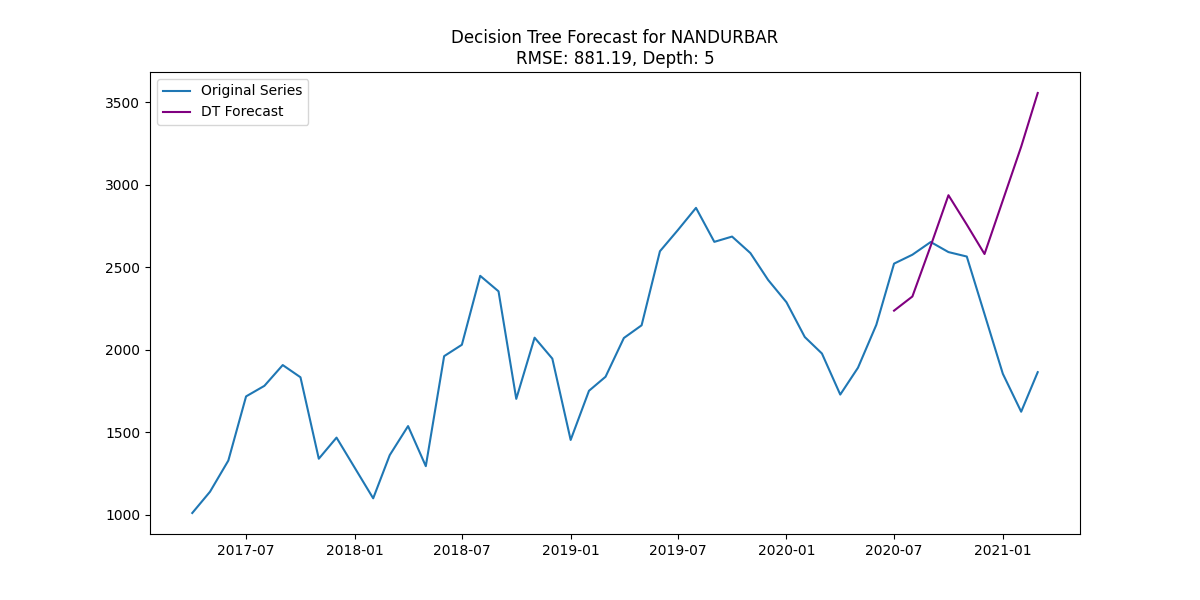 Decision Tree Forecast for NANDURBAR
RMSE: 881.19, Depth: 5
Original Series
DT Forecast
3500
3000
2500
2000
1500
1000
2017-07 2018-01 2018-07 2019-01 2019-07 2020-01 2020-07 2021-01